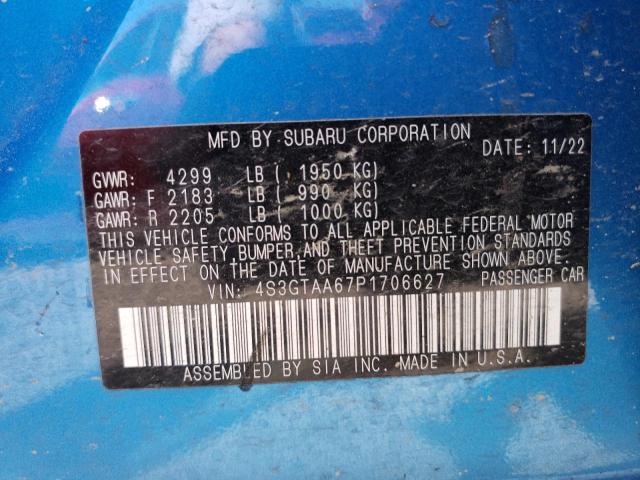 MFD BY SUBARU CORPORATION
DATE: 11/22
GVWR: 4299 LB ( 1950 KG)
GAWR: F 2183 LB ( 990 KG)
GAWR: R 2205 LB ( 1000 KG)
THIS VEHICLE CONFORMS TO ALL APPLICABLE FEDERAL MOTOR
VEHICLE SAFETY, BUMPER, AND THEFT PREVENTION STANDARDS
IN EFFECT ON THE DATE OF MANUFACTURE SHOWN ABOVE.
VIN: 4S3GTAA67P1706627 PASSENGER CAR
ASSEMBLED BY SIA INC. MADE IN U.S.A.